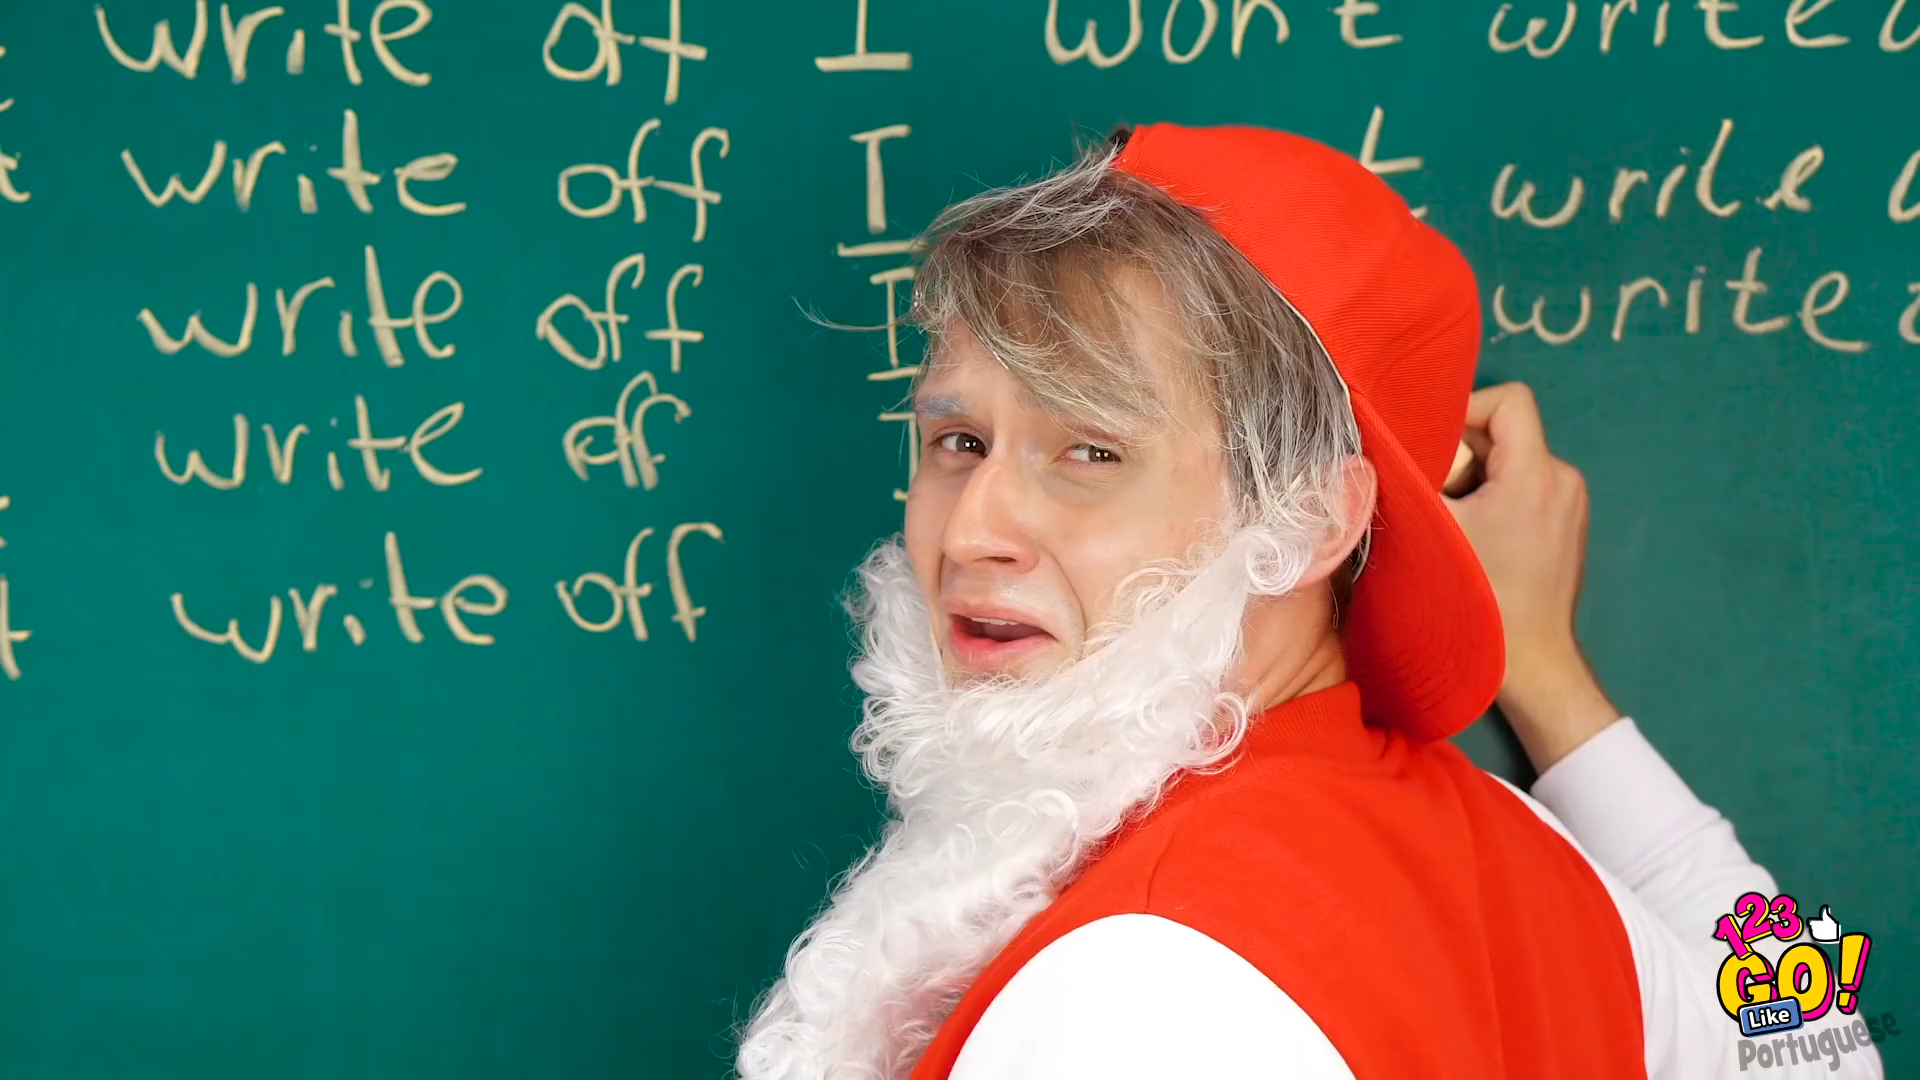 write off I won't write
write off I t write
write off I write
write off I
write off
123
GO!
Like
Portuguese